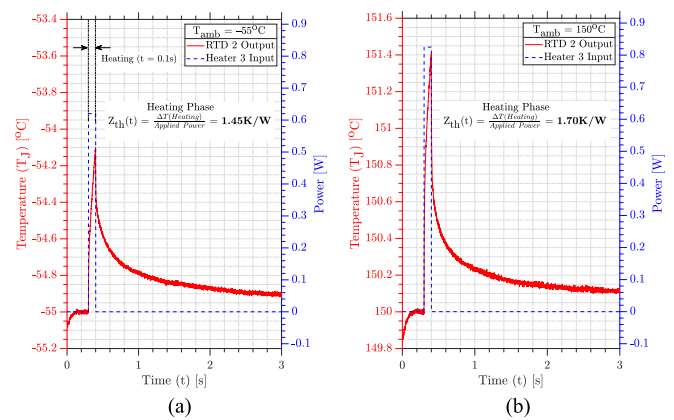 T_amb = –55°C
RTD 2 Output
Heater 3 Input
Heating (t = 0.1s)
Heating Phase
Z_th(t) = ΔT(Heating) / Applied Power = 1.45K/W
Temperature (T_J) [°C]
–53.4
–53.6
–53.8
–54
–54.2
–54.4
–54.6
–54.8
–55
–55.2
Power [W]
0.9
0.8
0.7
0.6
0.5
0.4
0.3
0.2
0.1
0
–0.1
0 1 2 3
Time (t) [s]
(a)
T_amb = 150°C
RTD 2 Output
Heater 3 Input
Heating Phase
Z_th(t) = ΔT(Heating) / Applied Power = 1.70K/W
Temperature (T_J) [°C]
151.6
151.4
151.2
151
150.8
150.6
150.4
150.2
150
149.8
Power [W]
0.9
0.8
0.7
0.6
0.5
0.4
0.3
0.2
0.1
0
–0.1
0 1 2 3
Time (t) [s]
(b)